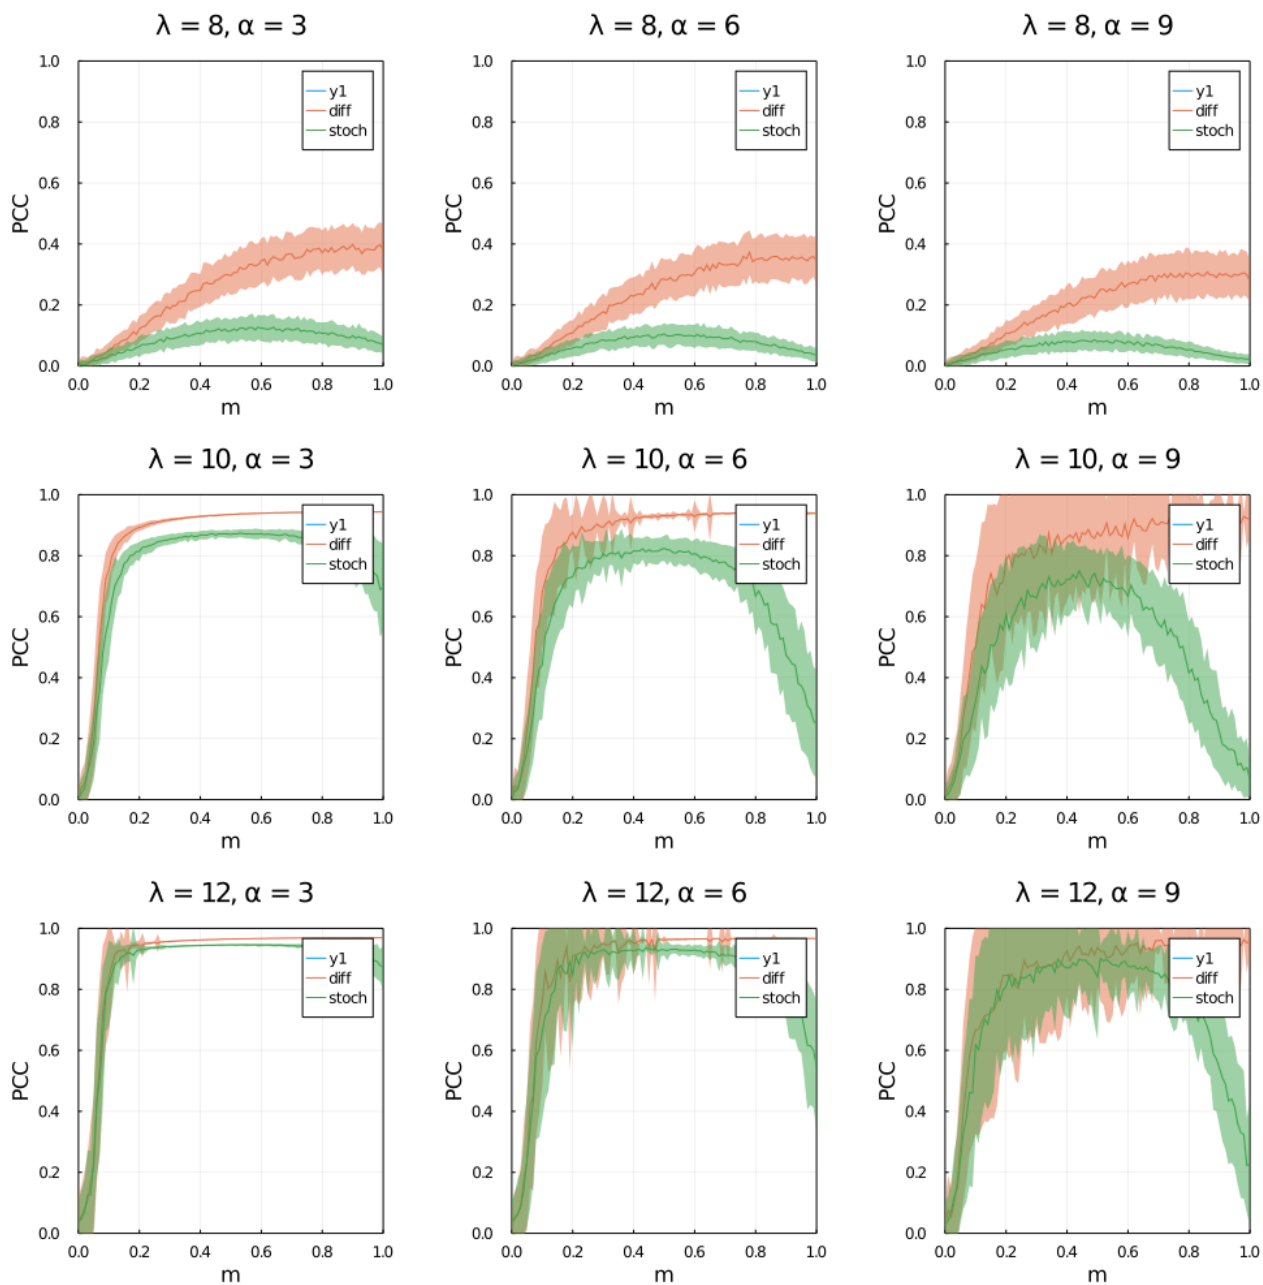 λ = 8, α = 3
1.0
0.8
0.6
0.4
0.2
0.0
PCC
y1
diff
stoch
0.0 0.2 0.4 0.6 0.8 1.0
m
λ = 8, α = 6
1.0
0.8
0.6
0.4
0.2
0.0
PCC
y1
diff
stoch
0.0 0.2 0.4 0.6 0.8 1.0
m
λ = 8, α = 9
1.0
0.8
0.6
0.4
0.2
0.0
PCC
y1
diff
stoch
0.0 0.2 0.4 0.6 0.8 1.0
m
λ = 10, α = 3
1.0
0.8
0.6
0.4
0.2
0.0
PCC
y1
diff
stoch
0.0 0.2 0.4 0.6 0.8 1.0
m
λ = 10, α = 6
1.0
0.8
0.6
0.4
0.2
0.0
PCC
y1
diff
stoch
0.0 0.2 0.4 0.6 0.8 1.0
m
λ = 10, α = 9
1.0
0.8
0.6
0.4
0.2
0.0
PCC
y1
diff
stoch
0.0 0.2 0.4 0.6 0.8 1.0
m
λ = 12, α = 3
1.0
0.8
0.6
0.4
0.2
0.0
PCC
y1
diff
stoch
0.0 0.2 0.4 0.6 0.8 1.0
m
λ = 12, α = 6
1.0
0.8
0.6
0.4
0.2
0.0
PCC
y1
diff
stoch
0.0 0.2 0.4 0.6 0.8 1.0
m
λ = 12, α = 9
1.0
0.8
0.6
0.4
0.2
0.0
PCC
y1
diff
stoch
0.0 0.2 0.4 0.6 0.8 1.0
m